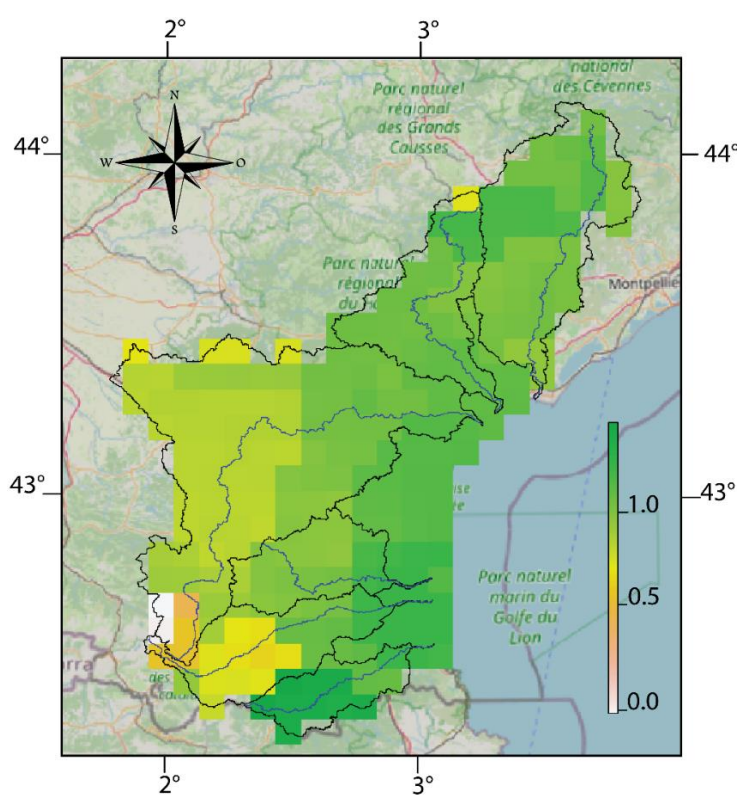 2°
3°
national
des Cévennes
Parc naturel
régional
des Grands
Causses
N
44°
W
O
S
44°
Parc naturel
régional
du
Montpellier
43°
43°
1.0
Parc naturel
marin du
Golfe du
Lion
0.5
des
0.0
2°
3°